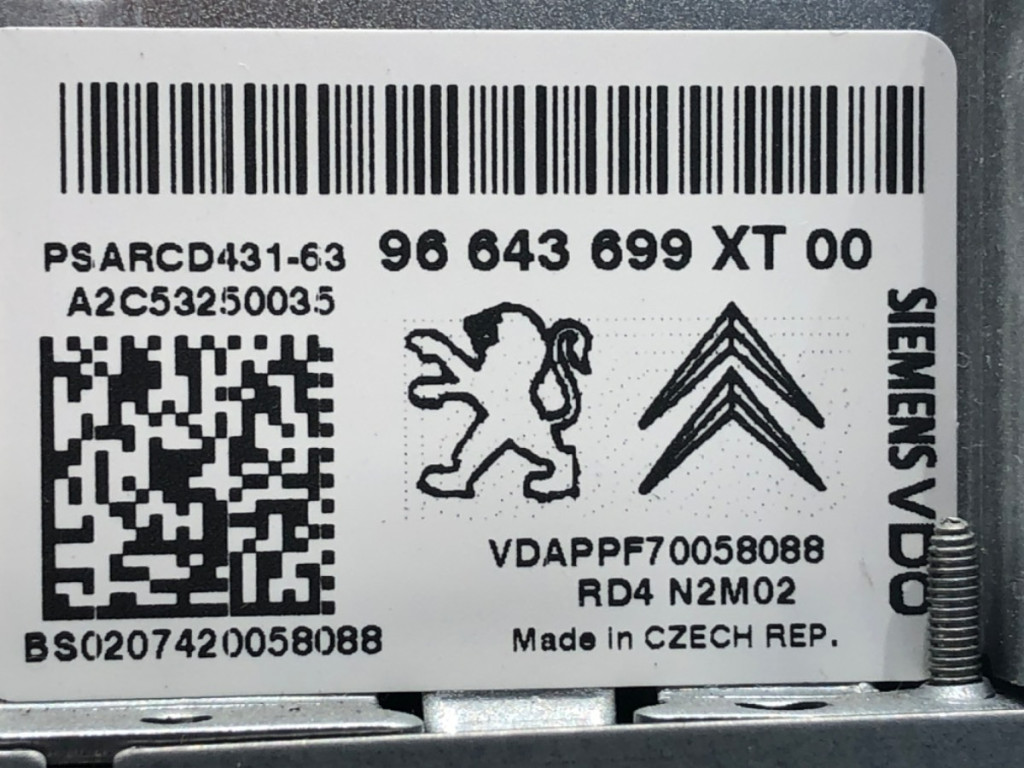 PSARCD431-63
96 643 699 XT 00
A2C53250035
SIEMENS VDO
VDAPPF70058088
RD4 N2M02
BS0207420058088
Made in CZECH REP.